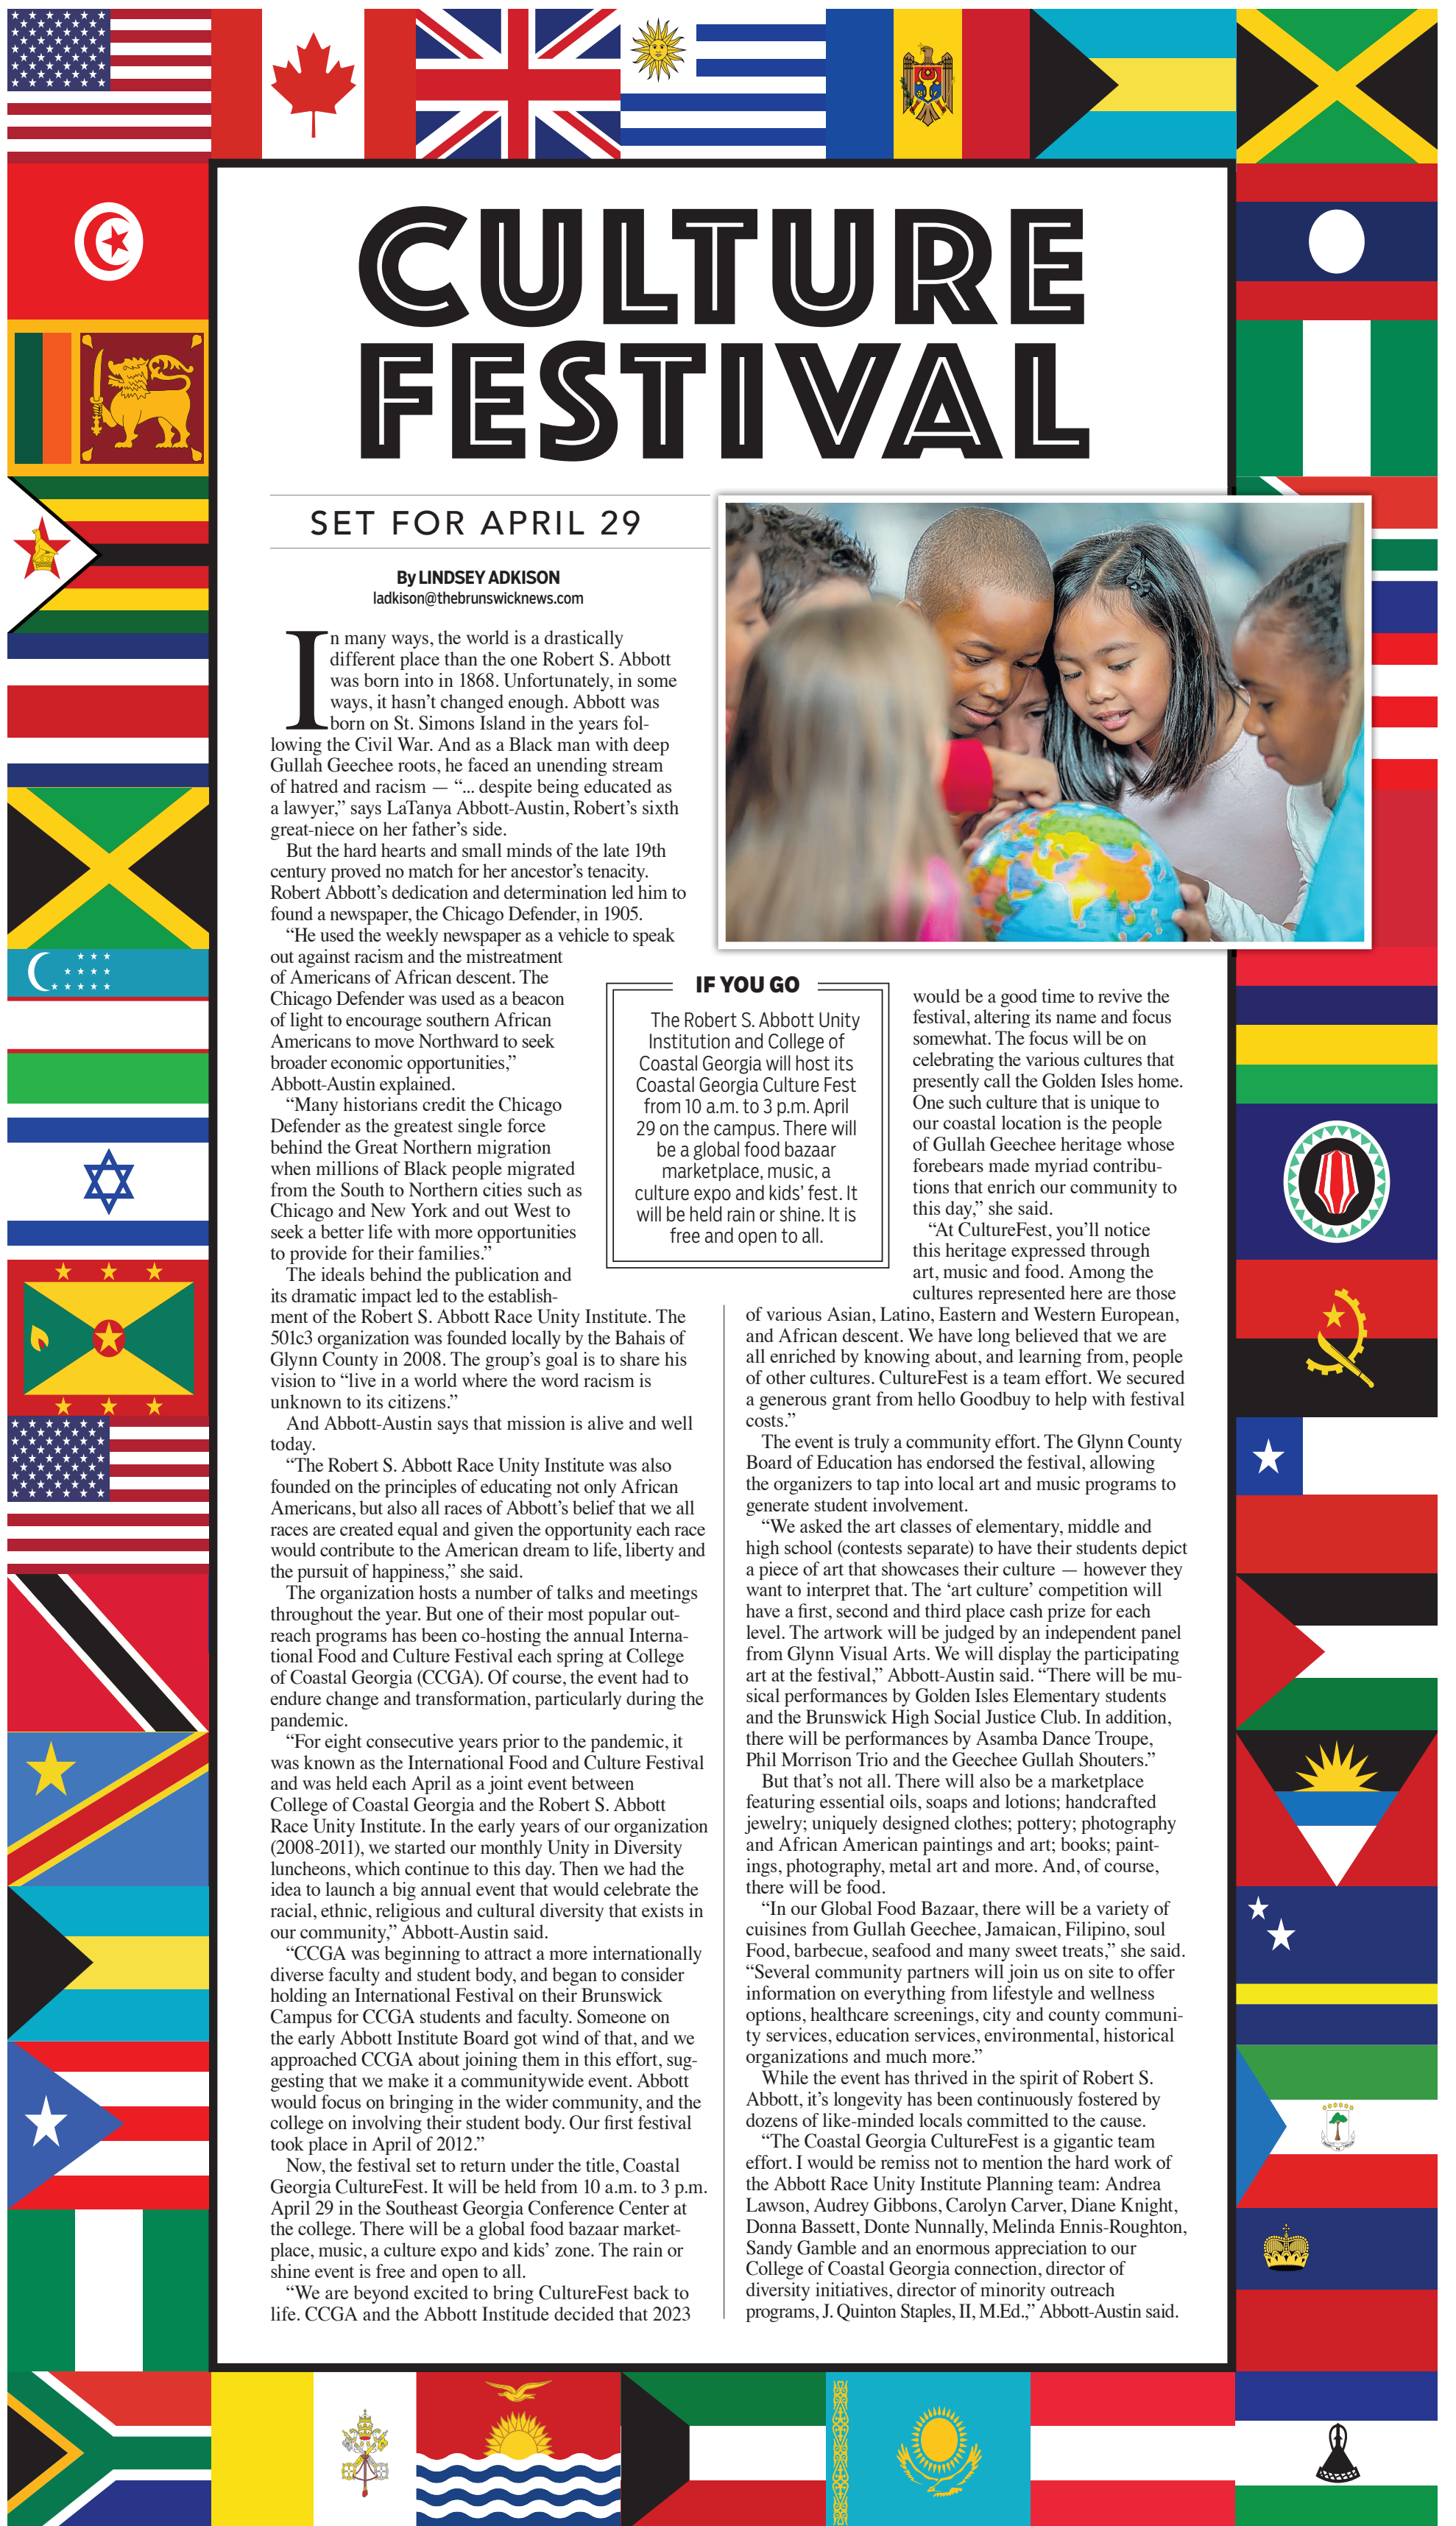 CULTURE
FESTIVAL
SET FOR APRIL 29
By LINDSEY ADKISON
ladkison@thebrunswicknews.com
In many ways, the world is a drastically
different place than the one Robert S. Abbott
was born into in 1868. Unfortunately, in some
ways, it hasn't changed enough. Abbott was
born on St. Simons Island in the years fol-
lowing the Civil War. And as a Black man with deep
Gullah Geechee roots, he faced an unending stream
of hatred and racism — “... despite being educated as
a lawyer,” says LaTanya Abbott-Austin, Robert’s sixth
great-niece on her father’s side.
But the hard hearts and small minds of the late 19th
century proved no match for her ancestor’s tenacity.
Robert Abbott’s dedication and determination led him to
found a newspaper, the Chicago Defender, in 1905.
“He used the weekly newspaper as a vehicle to speak
out against racism and the mistreatment
of Americans of African descent. The
Chicago Defender was used as a beacon
of light to encourage southern African
Americans to move Northward to seek
broader economic opportunities,”
Abbott-Austin explained.
“Many historians credit the Chicago
Defender as the greatest single force
behind the Great Northern migration
when millions of Black people migrated
from the South to Northern cities such as
Chicago and New York and out West to
seek a better life with more opportunities
to provide for their families.”
The ideals behind the publication and
its dramatic impact led to the establish-
ment of the Robert S. Abbott Race Unity Institute. The
501c3 organization was founded locally by the Bahais of
Glynn County in 2008. The group’s goal is to share his
vision to “live in a world where the word racism is
unknown to its citizens.”
And Abbott-Austin says that mission is alive and well
today.
“The Robert S. Abbott Race Unity Institute was also
founded on the principles of educating not only African
Americans, but also all races of Abbott’s belief that we all
races are created equal and given the opportunity each race
would contribute to the American dream to life, liberty and
the pursuit of happiness,” she said.
The organization hosts a number of talks and meetings
throughout the year. But one of their most popular out-
reach programs has been co-hosting the annual Interna-
tional Food and Culture Festival each spring at College
of Coastal Georgia (CCGA). Of course, the event had to
endure change and transformation, particularly during the
pandemic.
“For eight consecutive years prior to the pandemic, it
was known as the International Food and Culture Festival
and was held each April as a joint event between
College of Coastal Georgia and the Robert S. Abbott
Race Unity Institute. In the early years of our organization
(2008-2011), we started our monthly Unity in Diversity
luncheons, which continue to this day. Then we had the
idea to launch a big annual event that would celebrate the
racial, ethnic, religious and cultural diversity that exists in
our community,” Abbott-Austin said.
“CCGA was beginning to attract a more internationally
diverse faculty and student body, and began to consider
holding an International Festival on their Brunswick
Campus for CCGA students and faculty. Someone on
the early Abbott Institute Board got wind of that, and we
approached CCGA about joining them in this effort, sug-
gesting that we make it a communitywide event. Abbott
would focus on bringing in the wider community, and the
college on involving their student body. Our first festival
took place in April of 2012.”
Now, the festival set to return under the title, Coastal
Georgia CultureFest. It will be held from 10 a.m. to 3 p.m.
April 29 in the Southeast Georgia Conference Center at
the college. There will be a global food bazaar market-
place, music, a culture expo and kids’ zone. The rain or
shine event is free and open to all.
“We are beyond excited to bring CultureFest back to
life. CCGA and the Abbott Institude decided that 2023
IF YOU GO
The Robert S. Abbott Unity
Institution and College of
Coastal Georgia will host its
Coastal Georgia Culture Fest
from 10 a.m. to 3 p.m. April
29 on the campus. There will
be a global food bazaar
marketplace, music, a
culture expo and kids’ fest. It
will be held rain or shine. It is
free and open to all.
would be a good time to revive the
festival, altering its name and focus
somewhat. The focus will be on
celebrating the various cultures that
presently call the Golden Isles home.
One such culture that is unique to
our coastal location is the people
of Gullah Geechee heritage whose
forebears made myriad contribu-
tions that enrich our community to
this day,” she said.
“At CultureFest, you’ll notice
this heritage expressed through
art, music and food. Among the
cultures represented here are those
of various Asian, Latino, Eastern and Western European,
and African descent. We have long believed that we are
all enriched by knowing about, and learning from, people
of other cultures. CultureFest is a team effort. We secured
a generous grant from hello Goodbuy to help with festival
costs.”
The event is truly a community effort. The Glynn County
Board of Education has endorsed the festival, allowing
the organizers to tap into local art and music programs to
generate student involvement.
“We asked the art classes of elementary, middle and
high school (contests separate) to have their students depict
a piece of art that showcases their culture — however they
want to interpret that. The ‘art culture’ competition will
have a first, second and third place cash prize for each
level. The artwork will be judged by an independent panel
from Glynn Visual Arts. We will display the participating
art at the festival,” Abbott-Austin said. “There will be mu-
sical performances by Golden Isles Elementary students
and the Brunswick High Social Justice Club. In addition,
there will be performances by Asamba Dance Troupe,
Phil Morrison Trio and the Geechee Gullah Shouters.”
But that’s not all. There will also be a marketplace
featuring essential oils, soaps and lotions; handcrafted
jewelry; uniquely designed clothes; pottery; photography
and African American paintings and art; books; paint-
ings, photography, metal art and more. And, of course,
there will be food.
“In our Global Food Bazaar, there will be a variety of
cuisines from Gullah Geechee, Jamaican, Filipino, soul
Food, barbecue, seafood and many sweet treats,” she said.
“Several community partners will join us on site to offer
information on everything from lifestyle and wellness
options, healthcare screenings, city and county communi-
ty services, education services, environmental, historical
organizations and much more.”
While the event has thrived in the spirit of Robert S.
Abbott, it’s longevity has been continuously fostered by
dozens of like-minded locals committed to the cause.
“The Coastal Georgia CultureFest is a gigantic team
effort. I would be remiss not to mention the hard work of
the Abbott Race Unity Institute Planning team: Andrea
Lawson, Audrey Gibbons, Carolyn Carver, Diane Knight,
Donna Bassett, Donte Nunnally, Melinda Ennis-Roughton,
Sandy Gamble and an enormous appreciation to our
College of Coastal Georgia connection, director of
diversity initiatives, director of minority outreach
programs, J. Quinton Staples, II, M.Ed.,” Abbott-Austin said.